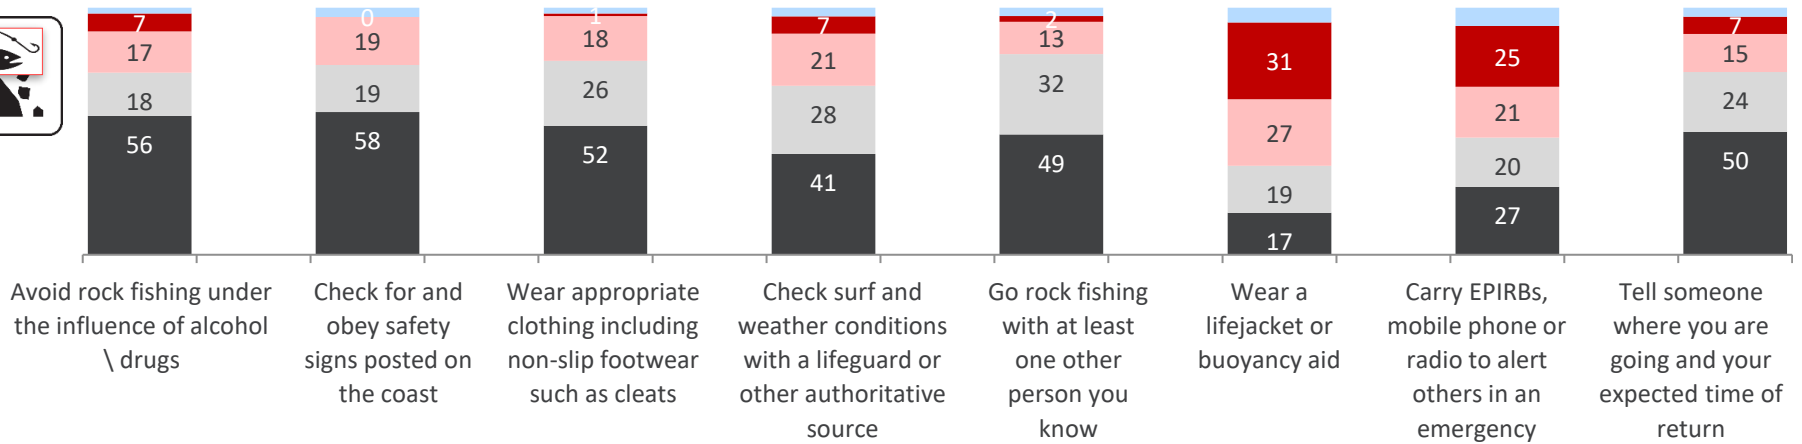 7 0 1 7 2 31 25 7
17 19 18 21 13 27 21 15
18 19 26 28 32 19 20 24
56 58 52 41 49 17 27 50
Avoid rock fishing under
the influence of alcohol
\ drugs
Check for and
obey safety
signs posted on
the coast
Wear appropriate
clothing including
non-slip footwear
such as cleats
Check surf and
weather conditions
with a lifeguard or
other authoritative
source
Go rock fishing
with at least
one other
person you
know
Wear a
lifejacket or
buoyancy aid
Carry EPIRBs,
mobile phone or
radio to alert
others in an
emergency
Tell someone
where you are
going and your
expected time of
return